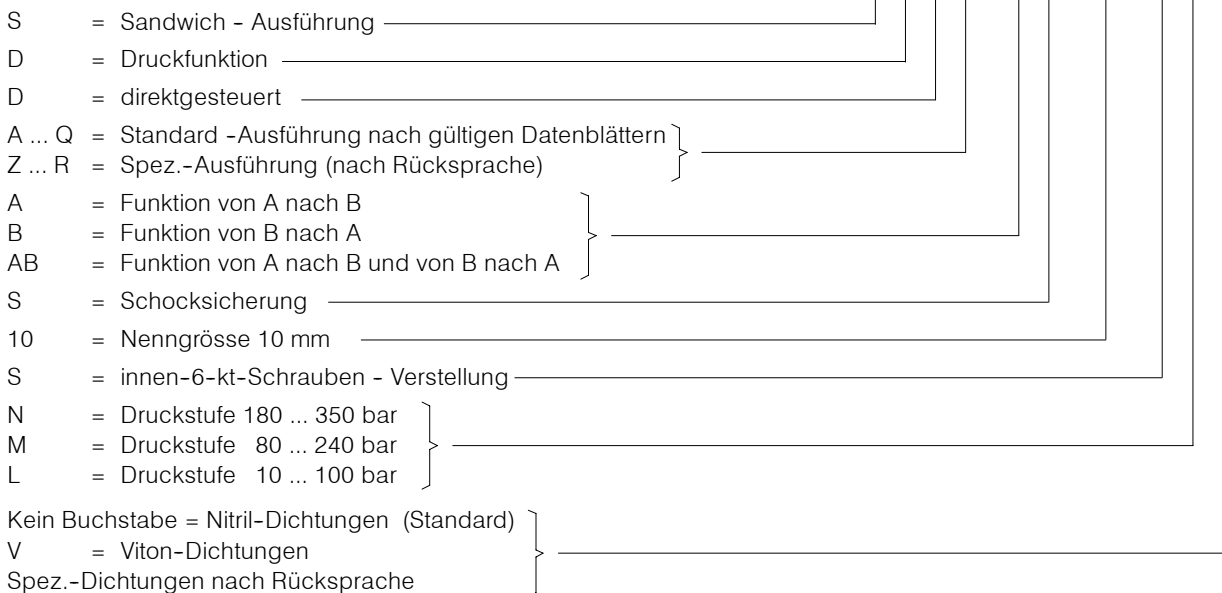 S = Sandwich - Ausführung
D = Druckfunktion
D = direktgesteuert
A ... Q = Standard -Ausführung nach gültigen Datenblättern
Z ... R = Spez.-Ausführung (nach Rücksprache)
A = Funktion von A nach B
B = Funktion von B nach A
AB = Funktion von A nach B und von B nach A
S = Schocksicherung
10 = Nenngrösse 10 mm
S = innen-6-kt-Schrauben - Verstellung
N = Druckstufe 180 ... 350 bar
M = Druckstufe 80 ... 240 bar
L = Druckstufe 10 ... 100 bar
Kein Buchstabe = Nitril-Dichtungen (Standard)
V = Viton-Dichtungen
Spez.-Dichtungen nach Rücksprache